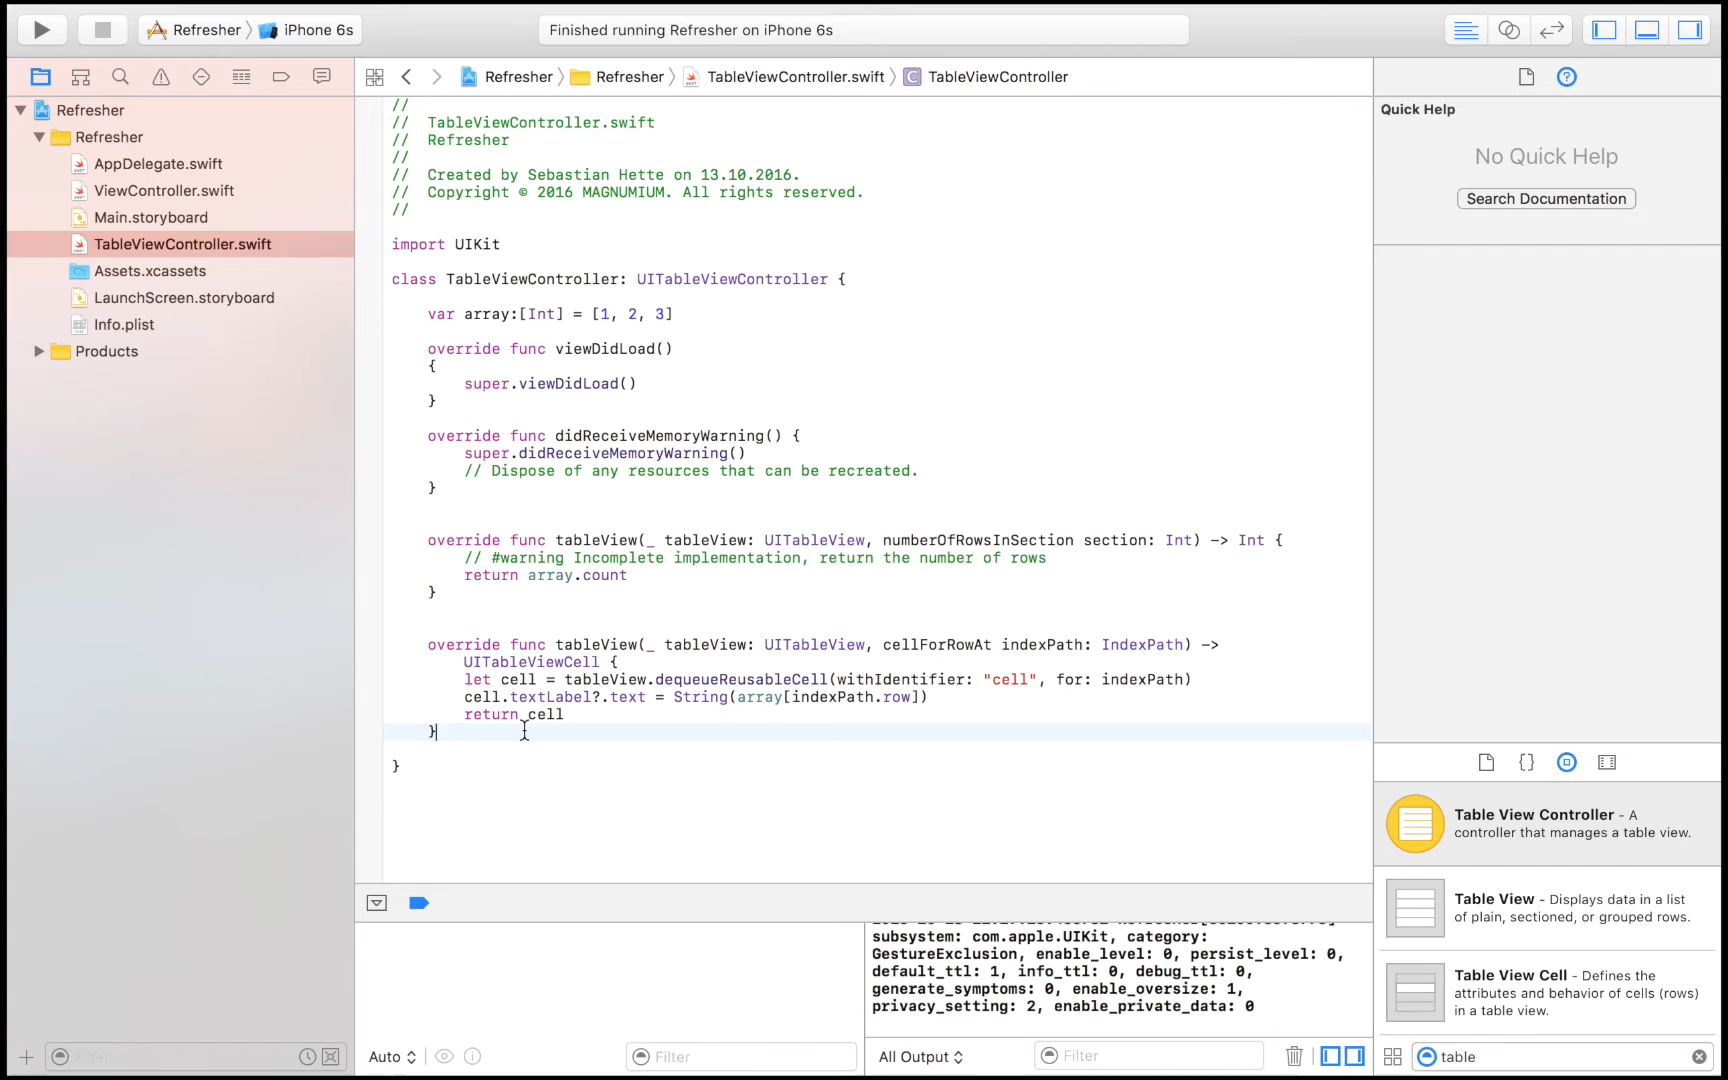 Refresher 〉 iPhone 6s
Finished running Refresher on iPhone 6s
Refresher 〉 Refresher 〉 TableViewController.swift 〉 C TableViewController
Refresher
Refresher
AppDelegate.swift
ViewController.swift
Main.storyboard
TableViewController.swift
Assets.xcassets
LaunchScreen.storyboard
Info.plist
Products
//
//  TableViewController.swift
//  Refresher
//
//  Created by Sebastian Hette on 13.10.2016.
//  Copyright © 2016 MAGNUMIUM. All rights reserved.
//
import UIKit
class TableViewController: UITableViewController {
var array:[Int] = [1, 2, 3]
override func viewDidLoad()
{
super.viewDidLoad()
}
override func didReceiveMemoryWarning() {
super.didReceiveMemoryWarning()
// Dispose of any resources that can be recreated.
}
override func tableView(_ tableView: UITableView, numberOfRowsInSection section: Int) -> Int {
// #warning Incomplete implementation, return the number of rows
return array.count
}
override func tableView(_ tableView: UITableView, cellForRowAt indexPath: IndexPath) ->
UITableViewCell {
let cell = tableView.dequeueReusableCell(withIdentifier: "cell", for: indexPath)
cell.textLabel?.text = String(array[indexPath.row])
return cell
}
}
Quick Help
No Quick Help
Search Documentation
Table View Controller - A
controller that manages a table view.
Table View - Displays data in a list
of plain, sectioned, or grouped rows.
Table View Cell - Defines the
attributes and behavior of cells (rows)
in a table view.
subsystem: com.apple.UIKit, category:
GestureExclusion, enable_level: 0, persist_level: 0,
default_ttl: 1, info_ttl: 0, debug_ttl: 0,
generate_symptoms: 0, enable_oversize: 1,
privacy_setting: 2, enable_private_data: 0
Filter
Auto
Filter
All Output
Filter
table